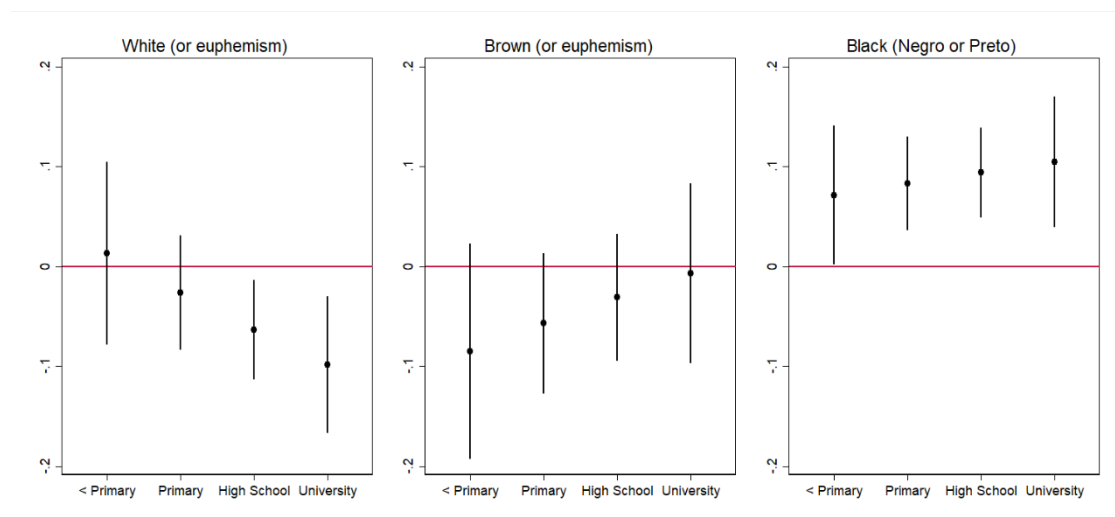 White (or euphemism)
.2
.1
0
-.1
-.2
< Primary Primary High School University
Brown (or euphemism)
.2
.1
0
-.1
-.2
< Primary Primary High School University
Black (Negro or Preto)
.2
.1
0
-.1
-.2
< Primary Primary High School University